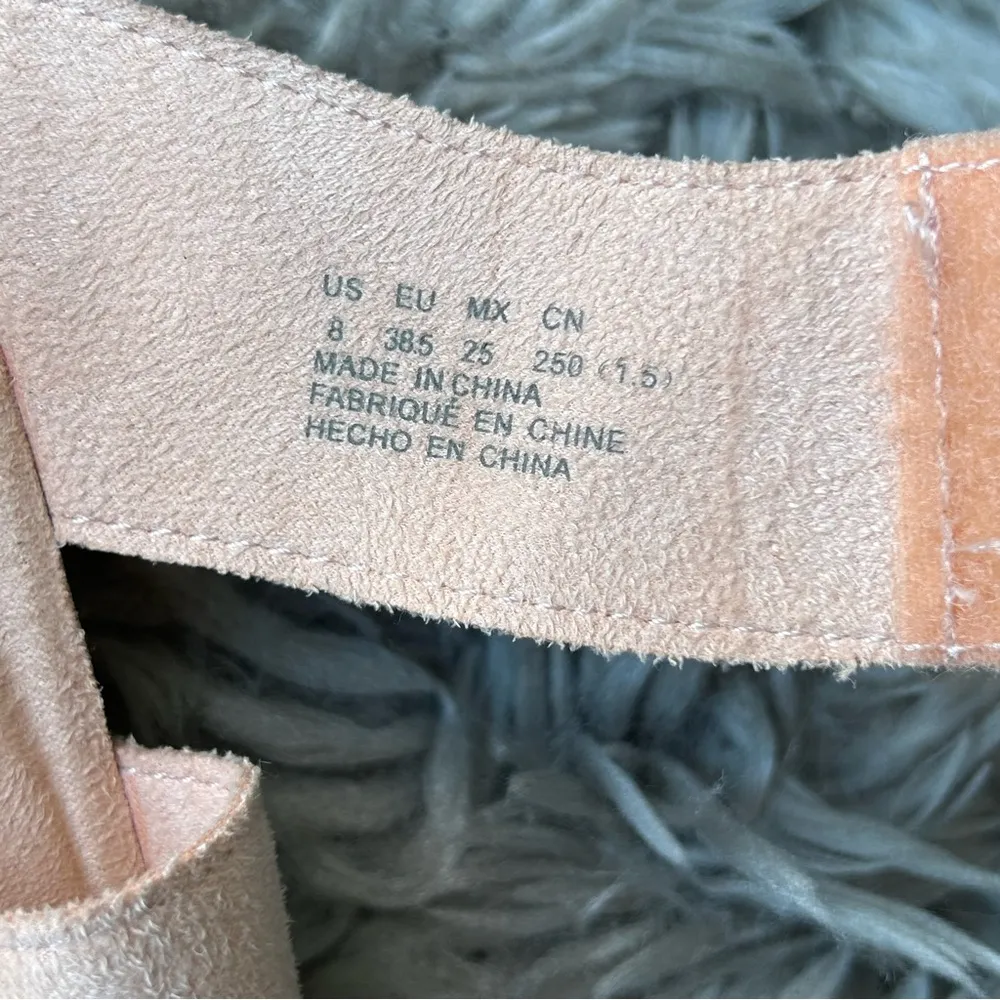 US EU MX CN
8 38.5 25 250 (1.5)
MADE IN CHINA
FABRIQUÉ EN CHINE
HECHO EN CHINA